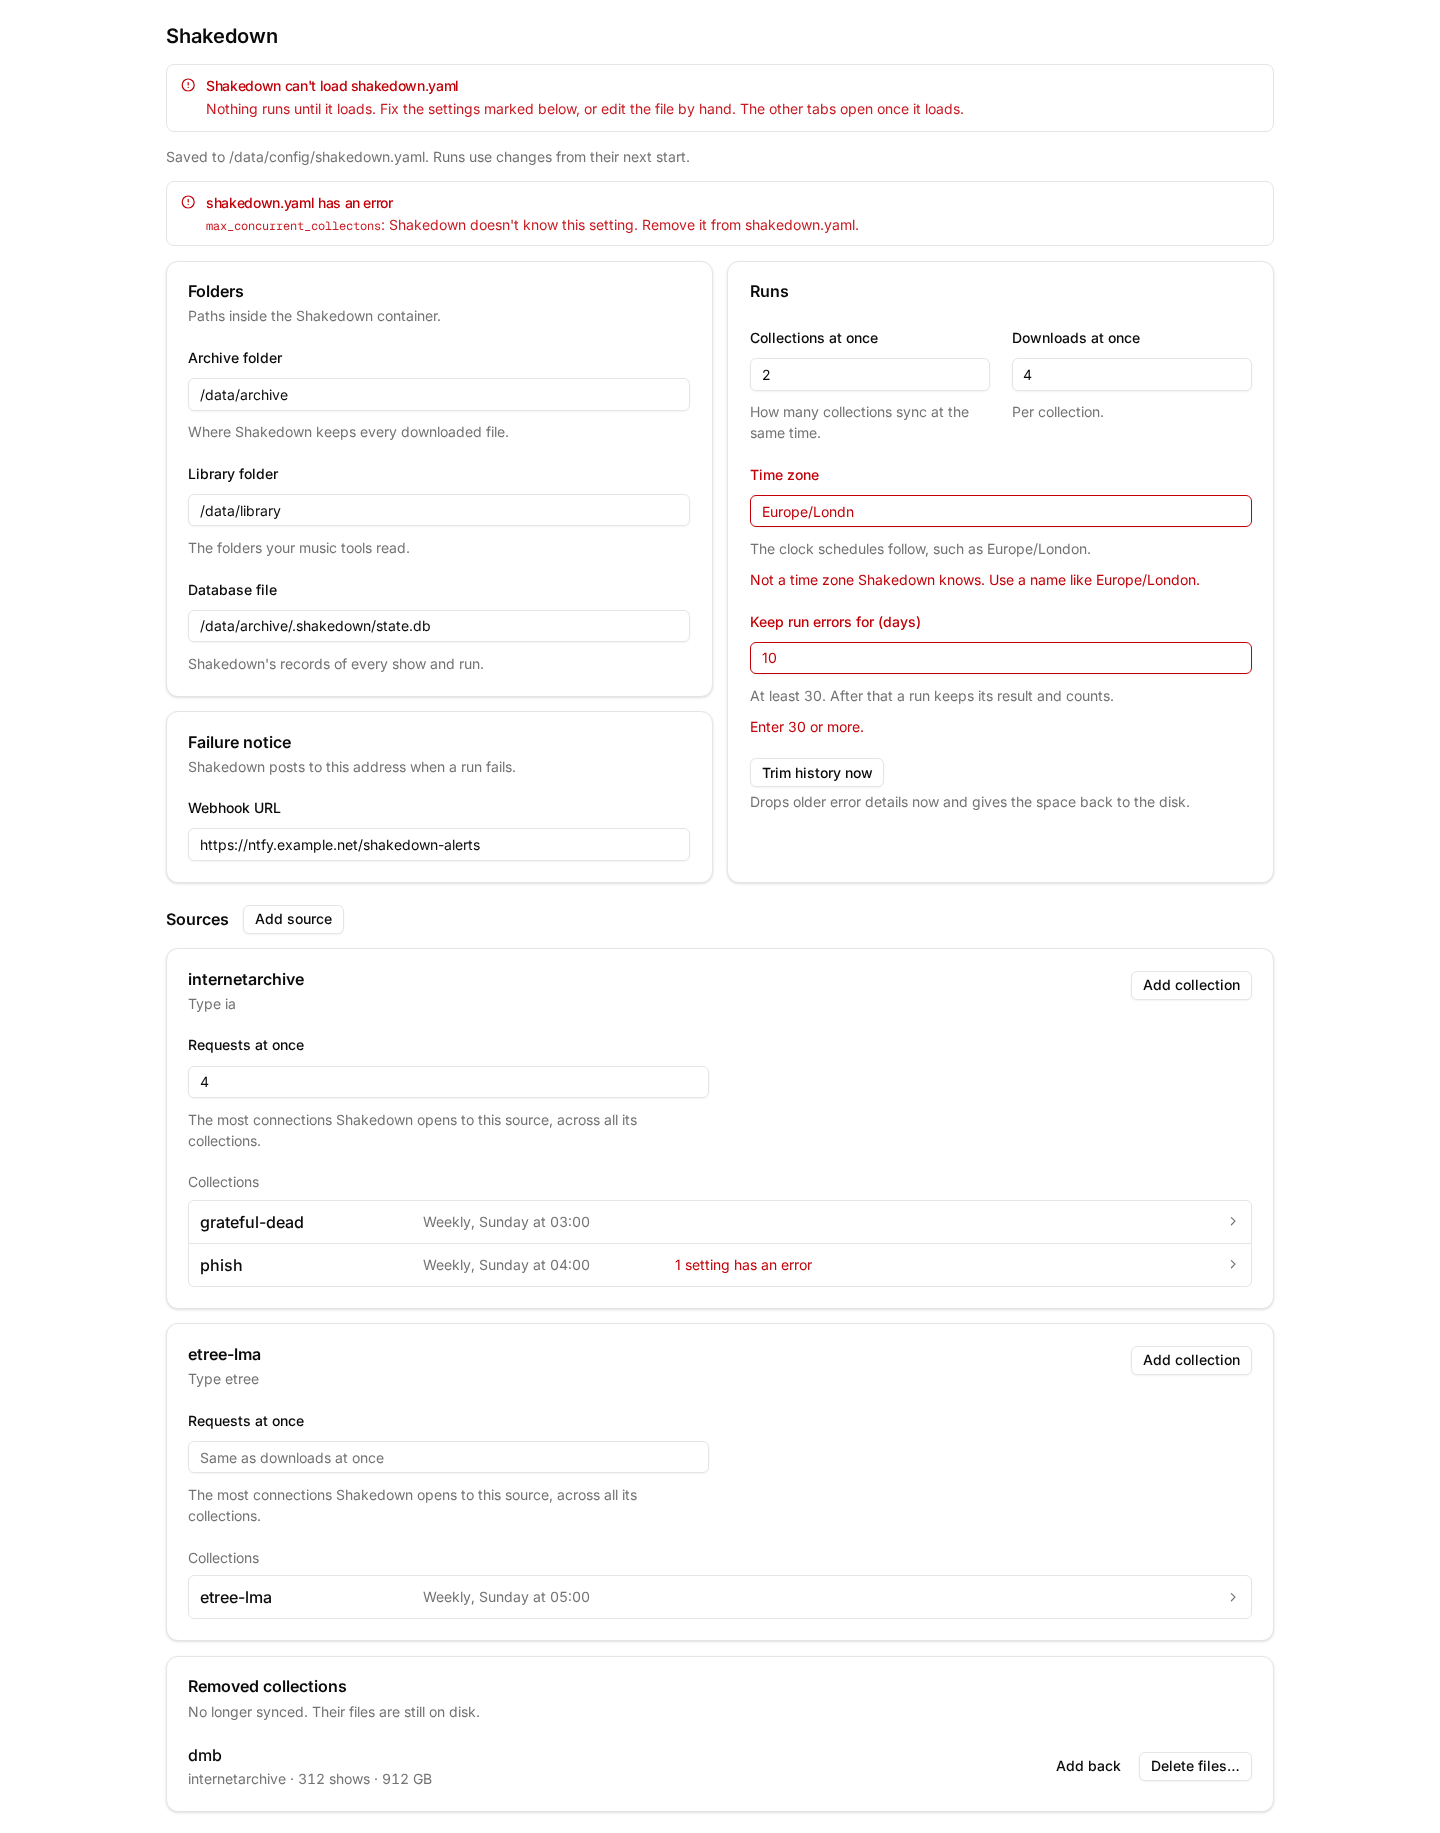 Shakedown
Shakedown can't load shakedown.yaml
Nothing runs until it loads. Fix the settings marked below, or edit the file by hand. The other tabs open once it loads.
Saved to /data/config/shakedown.yaml. Runs use changes from their next start.
shakedown.yaml has an error
max_concurrent_collectons: Shakedown doesn't know this setting. Remove it from shakedown.yaml.
Folders
Paths inside the Shakedown container.
Archive folder
/data/archive
Where Shakedown keeps every downloaded file.
Library folder
/data/library
The folders your music tools read.
Database file
/data/archive/.shakedown/state.db
Shakedown's records of every show and run.
Failure notice
Shakedown posts to this address when a run fails.
Webhook URL
https://ntfy.example.net/shakedown-alerts
Runs
Collections at once
2
How many collections sync at the
same time.
Downloads at once
4
Per collection.
Time zone
Europe/Londn
The clock schedules follow, such as Europe/London.
Not a time zone Shakedown knows. Use a name like Europe/London.
Keep run errors for (days)
10
At least 30. After that a run keeps its result and counts.
Enter 30 or more.
Trim history now
Drops older error details now and gives the space back to the disk.
Sources
Add source
internetarchive
Type ia
Add collection
Requests at once
4
The most connections Shakedown opens to this source, across all its
collections.
Collections
grateful-dead Weekly, Sunday at 03:00
phish Weekly, Sunday at 04:00 1 setting has an error
etree-lma
Type etree
Add collection
Requests at once
Same as downloads at once
The most connections Shakedown opens to this source, across all its
collections.
Collections
etree-lma Weekly, Sunday at 05:00
Removed collections
No longer synced. Their files are still on disk.
dmb
internetarchive · 312 shows · 912 GB
Add back
Delete files…